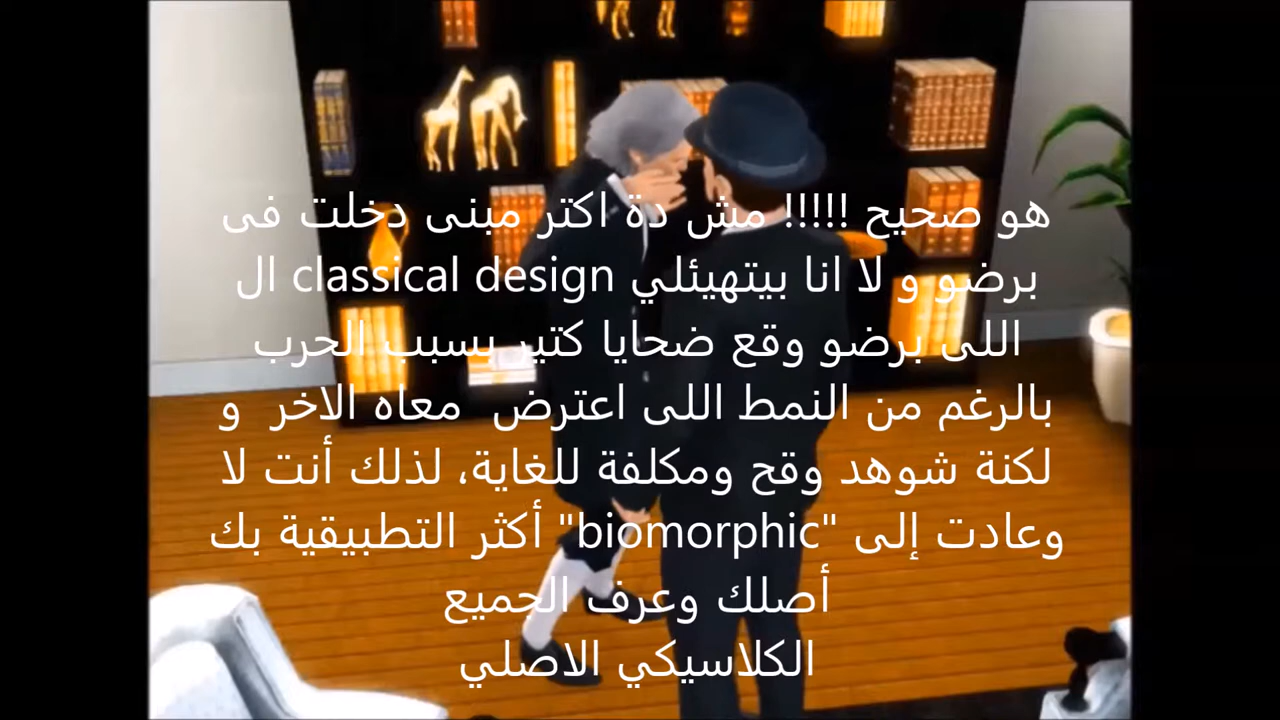 هو صحيح !!!!! مش دة اكتر مبنى دخلت فى
برضو و لا انا بيتهيئلي classical design ال
اللى برضو وقع ضحايا كتير بسبب الحرب
بالرغم من النمط اللى اعترض معاه الاخر و
لكنة شوهد وقح ومكلفة للغاية، لذلك أنت لا
وعادت إلى "biomorphic" أكثر التطبيقية بك
أصلك وعرف الجميع
الكلاسيكي الاصلي